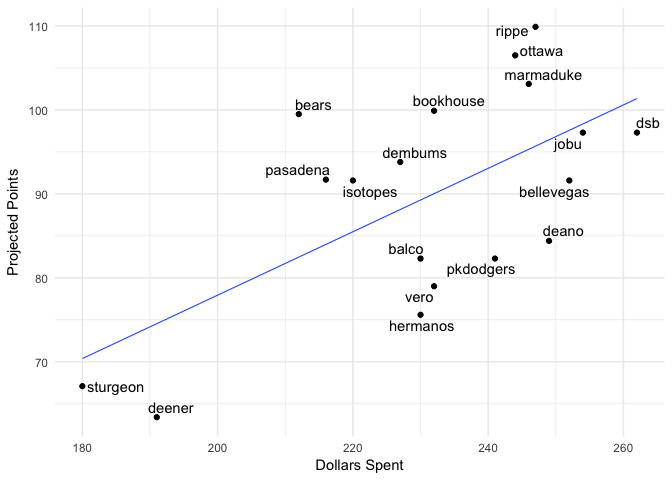 110
100
90
80
70
Projected Points
rippe
ottawa
marmaduke
bears
bookhouse
dsb
jobu
dembums
pasadena
isotopes
bellevegas
deano
balco
pkdodgers
vero
hermanos
sturgeon
deener
180 200 220 240 260
Dollars Spent